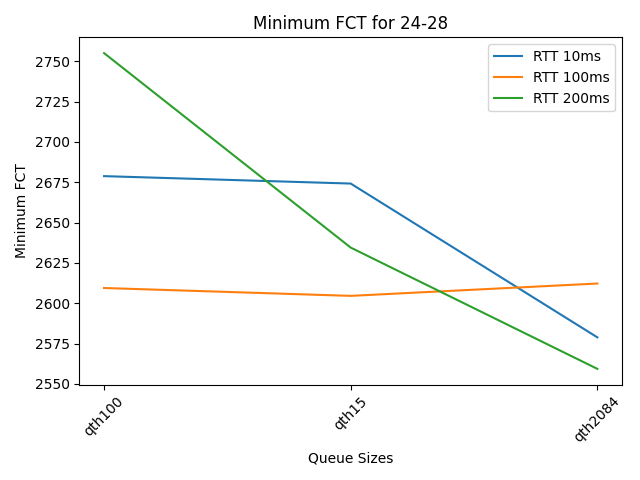 Minimum FCT for 24-28
RTT 10ms
RTT 100ms
RTT 200ms
Minimum FCT
2750
2725
2700
2675
2650
2625
2600
2575
2550
qth100
qth15
qth2084
Queue Sizes